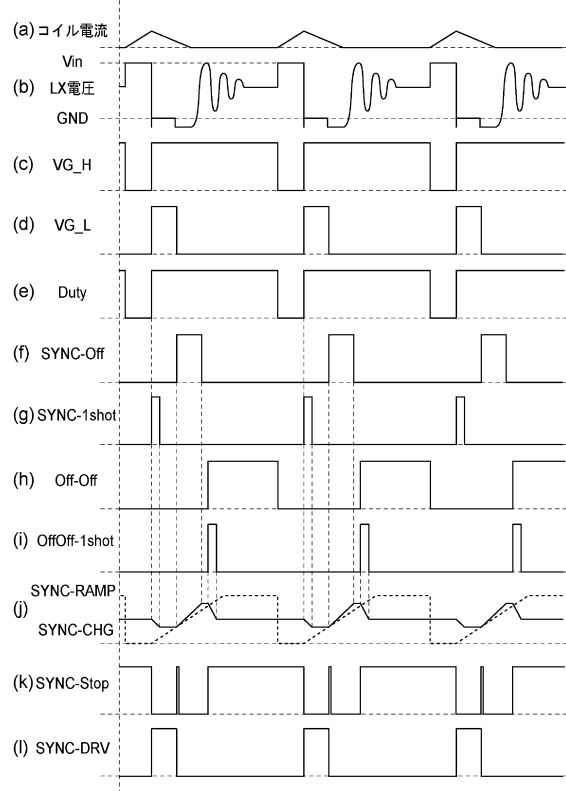 (a) コイル電流
Vin
(b) LX電圧
GND
(c) VG_H
(d) VG_L
(e) Duty
(f) SYNC-Off
(g) SYNC-1shot
(h) Off-Off
(i) OffOff-1shot
SYNC-RAMP
(j)
SYNC-CHG
(k) SYNC-Stop
(l) SYNC-DRV